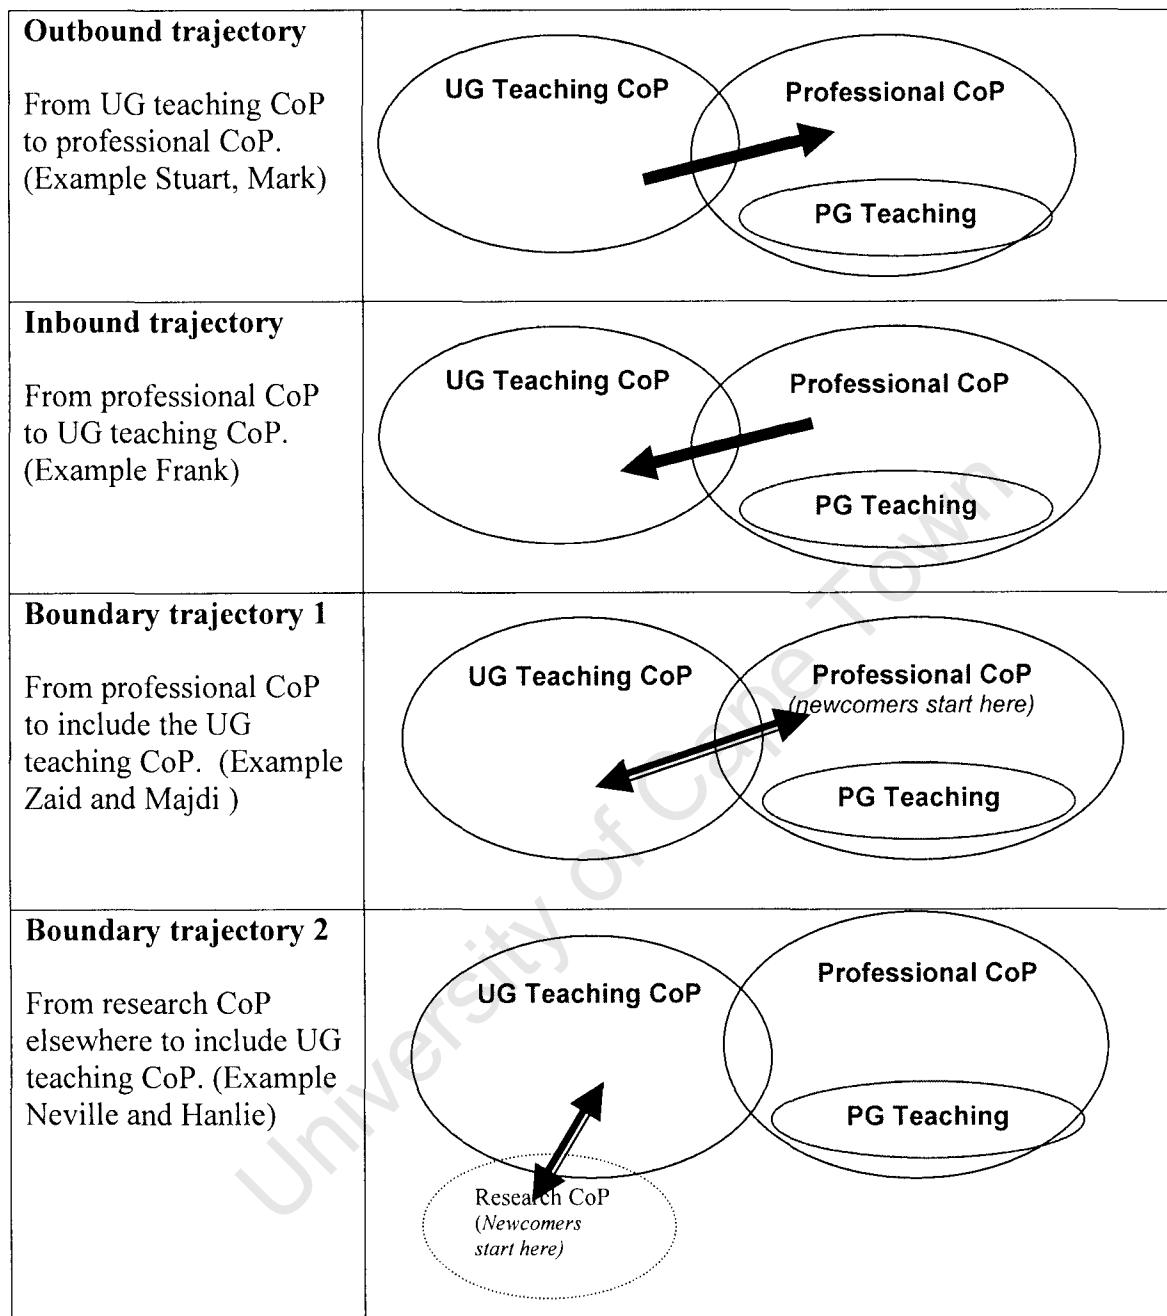 Outbound trajectory
From UG teaching CoP
to professional CoP.
(Example Stuart, Mark)
UG Teaching CoP
Professional CoP
PG Teaching
Inbound trajectory
From professional CoP
to UG teaching CoP.
(Example Frank)
UG Teaching CoP
Professional CoP
PG Teaching
Boundary trajectory 1
From professional CoP
to include the UG
teaching CoP. (Example
Zaid and Majdi )
UG Teaching CoP
Professional CoP
(newcomers start here)
PG Teaching
Boundary trajectory 2
From research CoP
elsewhere to include UG
teaching CoP. (Example
Neville and Hanlie)
UG Teaching CoP
Professional CoP
PG Teaching
Research CoP
(Newcomers
start here)
University of Cape Town